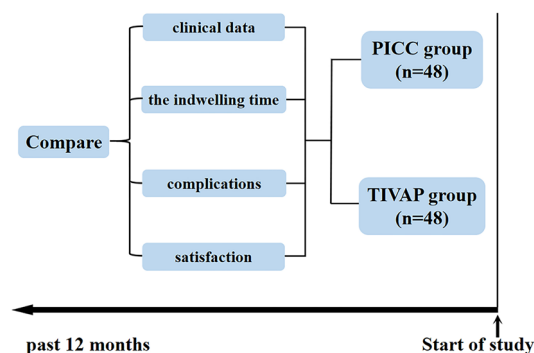 clinical data
PICC group
(n=48)
the indwelling time
Compare
complications
TIVAP group
(n=48)
satisfaction
past 12 months
Start of study